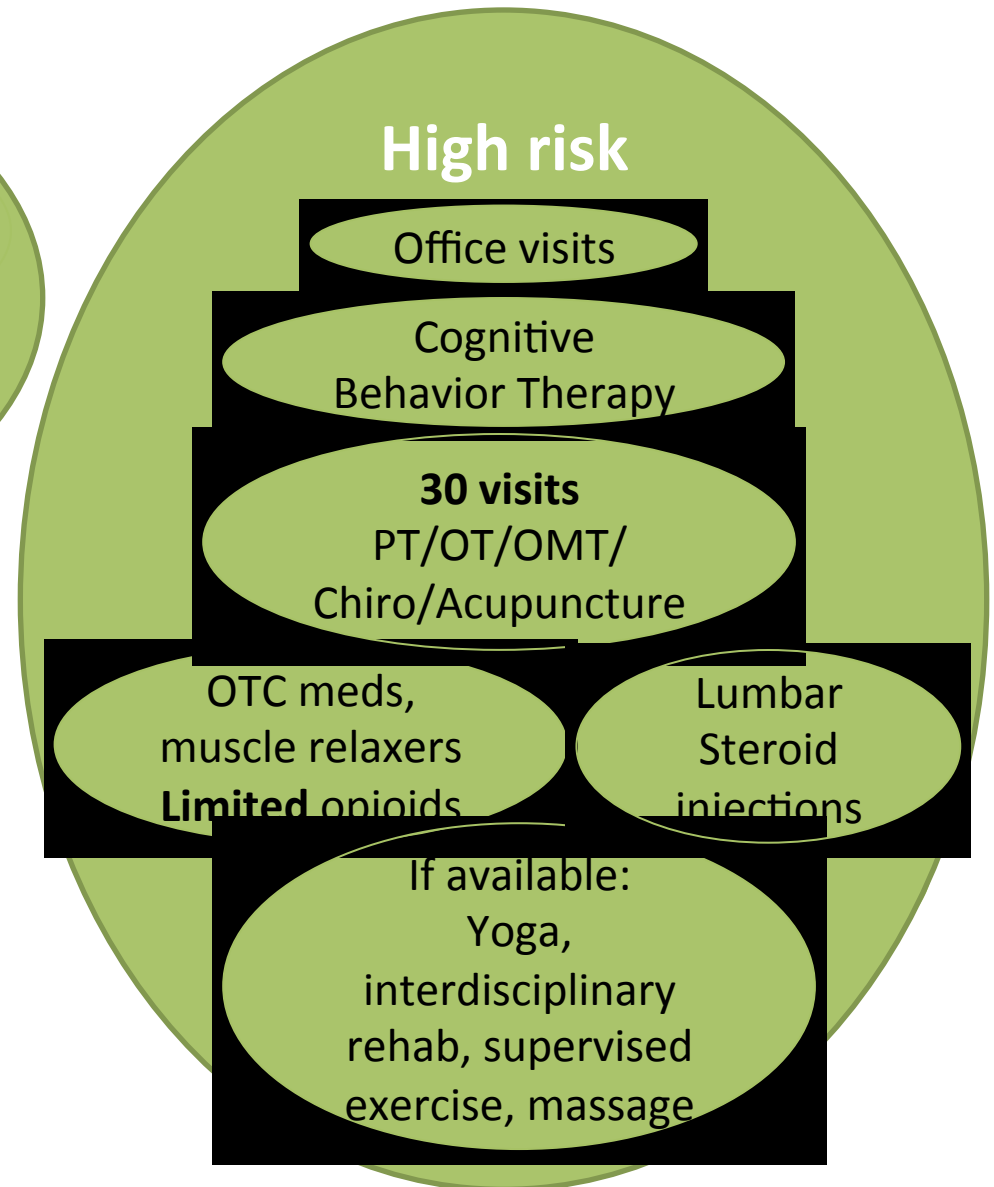 High risk
Office visits
Cognitive
Behavior Therapy
30 visits
PT/OT/OMT/
Chiro/Acupuncture
OTC meds,
muscle relaxers
Limited opioids
Lumbar
Steroid
injections
If available:
Yoga,
interdisciplinary
rehab, supervised
exercise, massage